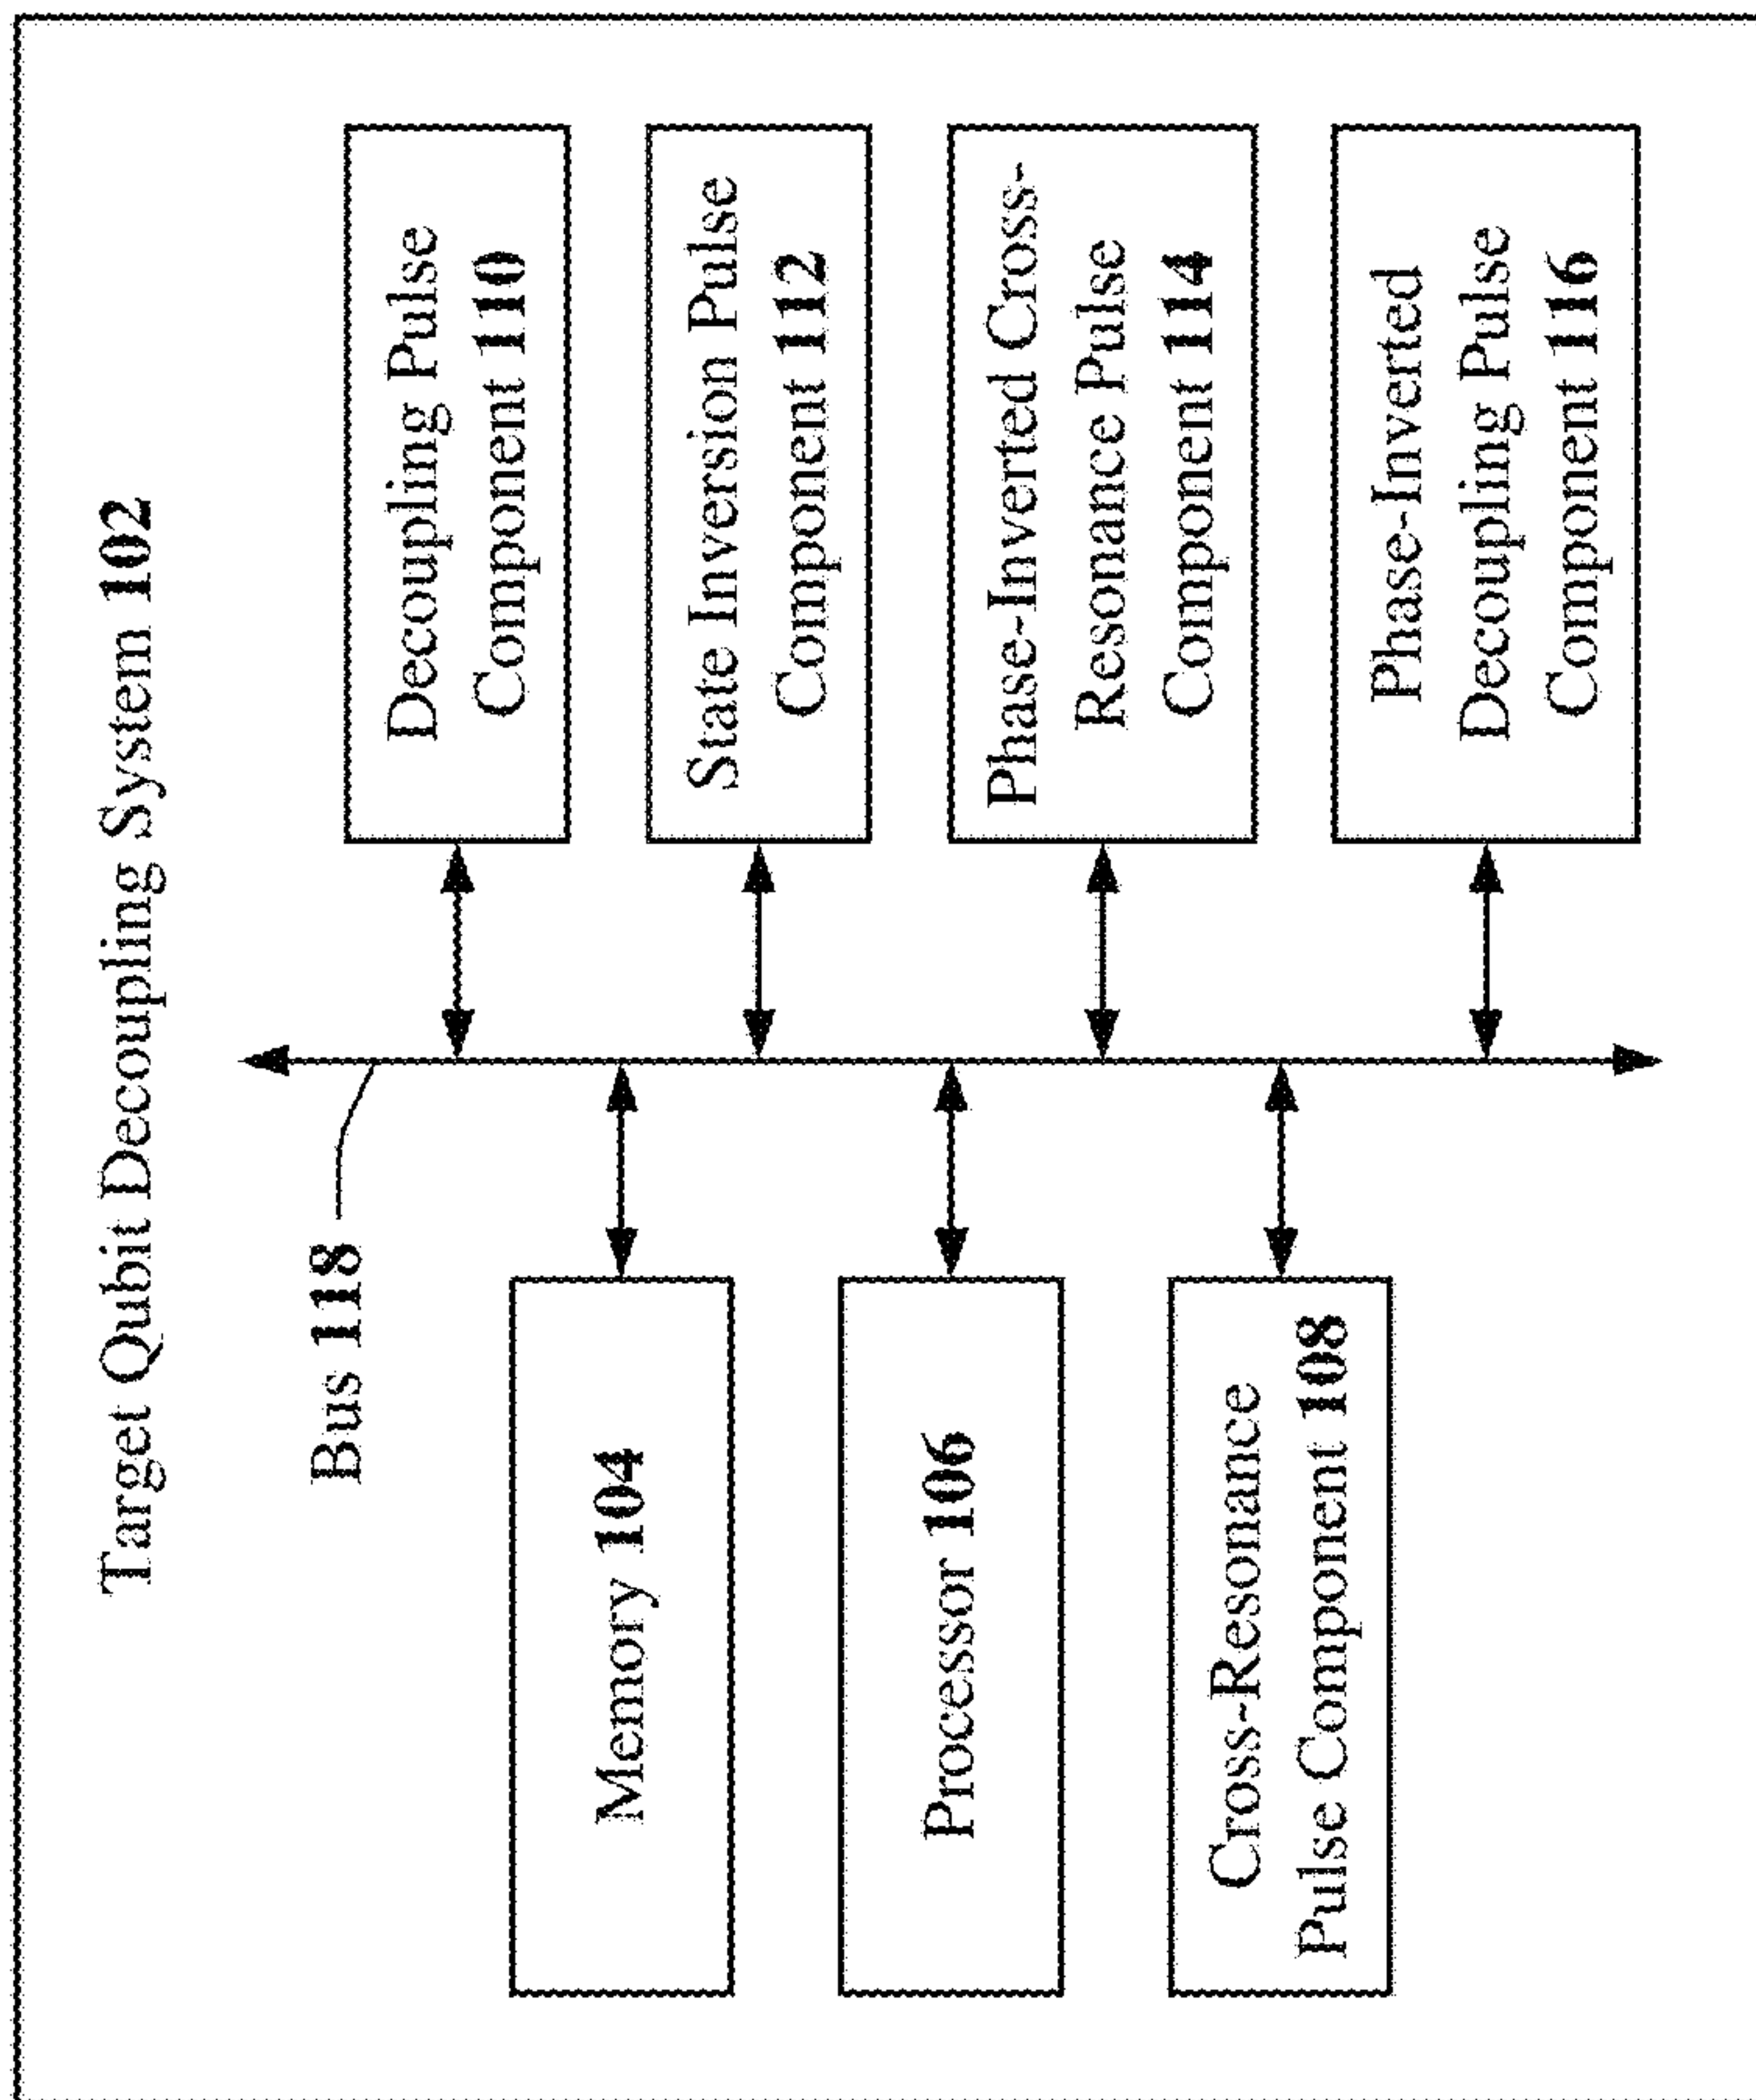 Target Qubit Decoupling System 102
Bus 118
Memory 104
Processor 106
Cross-Resonance
Pulse Component 108
Decoupling Pulse
Component 110
State Inversion Pulse
Component 112
Phase-Inverted Cross-
Resonance Pulse
Component 114
Phase-Inverted
Decoupling Pulse
Component 116